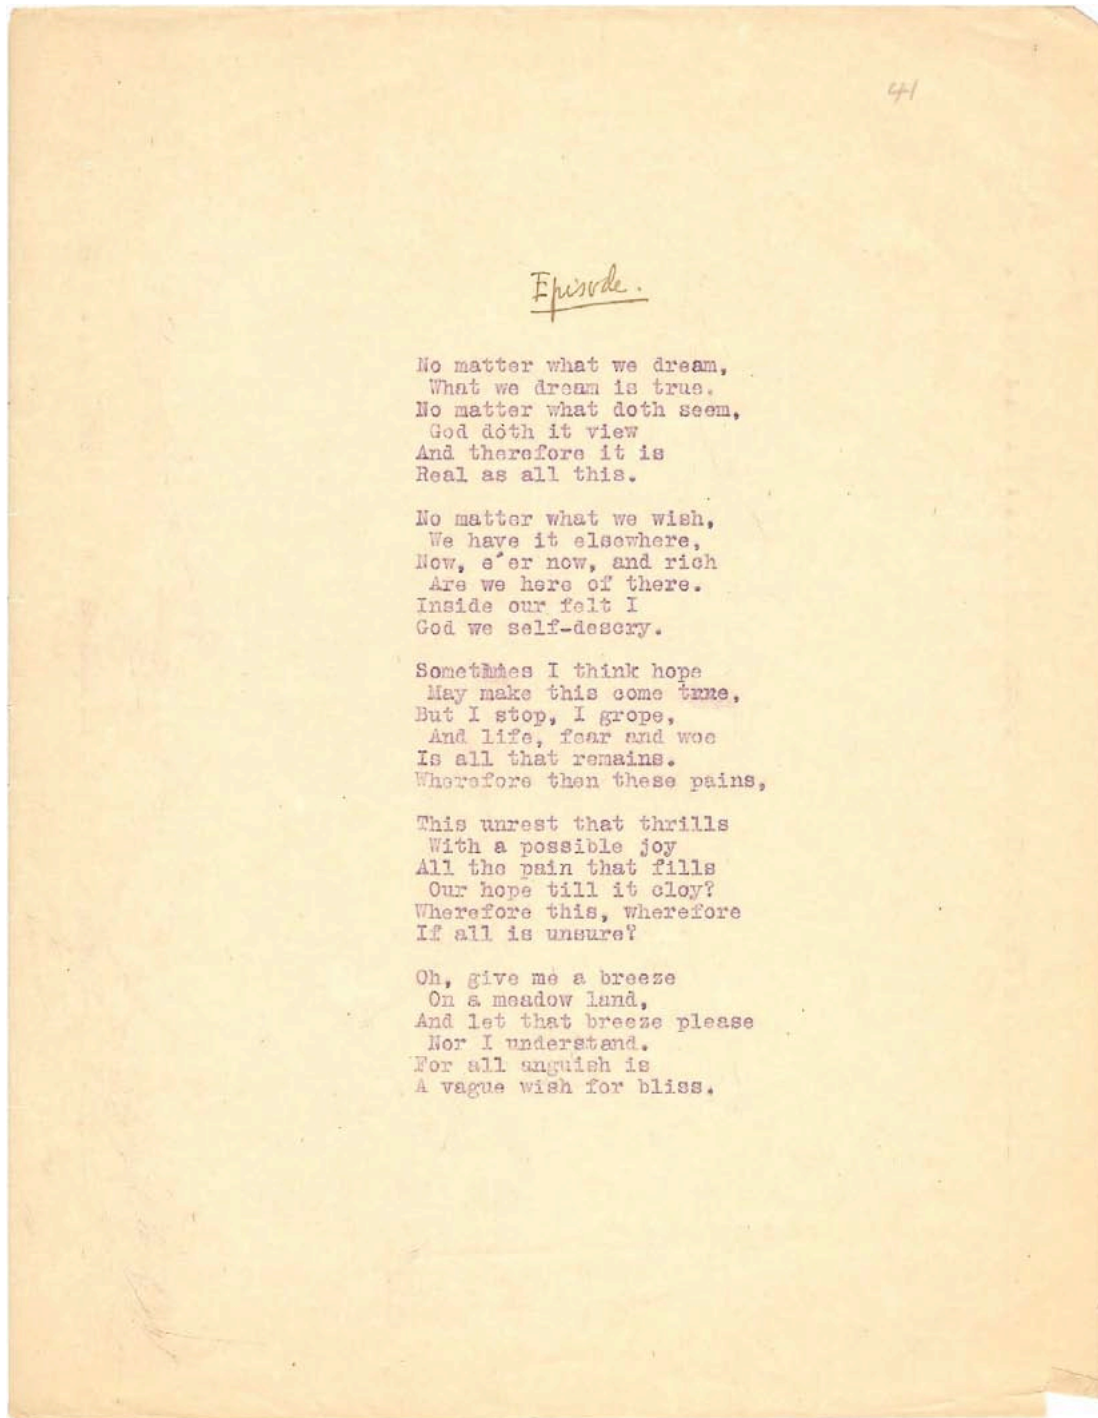 41
Episode.
No matter what we dream,
What we dream is true.
No matter what doth seem,
God doth it view
And therefore it is
Real as all this.
No matter what we wish,
We have it elsewhere,
Now, e'er now, and rich
Are we here of there.
Inside our felt I
God we self-descry.
Sometimes I think hope
May make this come true,
But I stop, I grope,
And life, fear and woe
Is all that remains.
Wherefore then these pains,
This unrest that thrills
With a possible joy
All the pain that fills
Our hope till it cloy?
Wherefore this, wherefore
If all is unsure?
Oh, give me a breeze
On a meadow land,
And let that breeze please
Nor I understand.
For all anguish is
A vague wish for bliss.